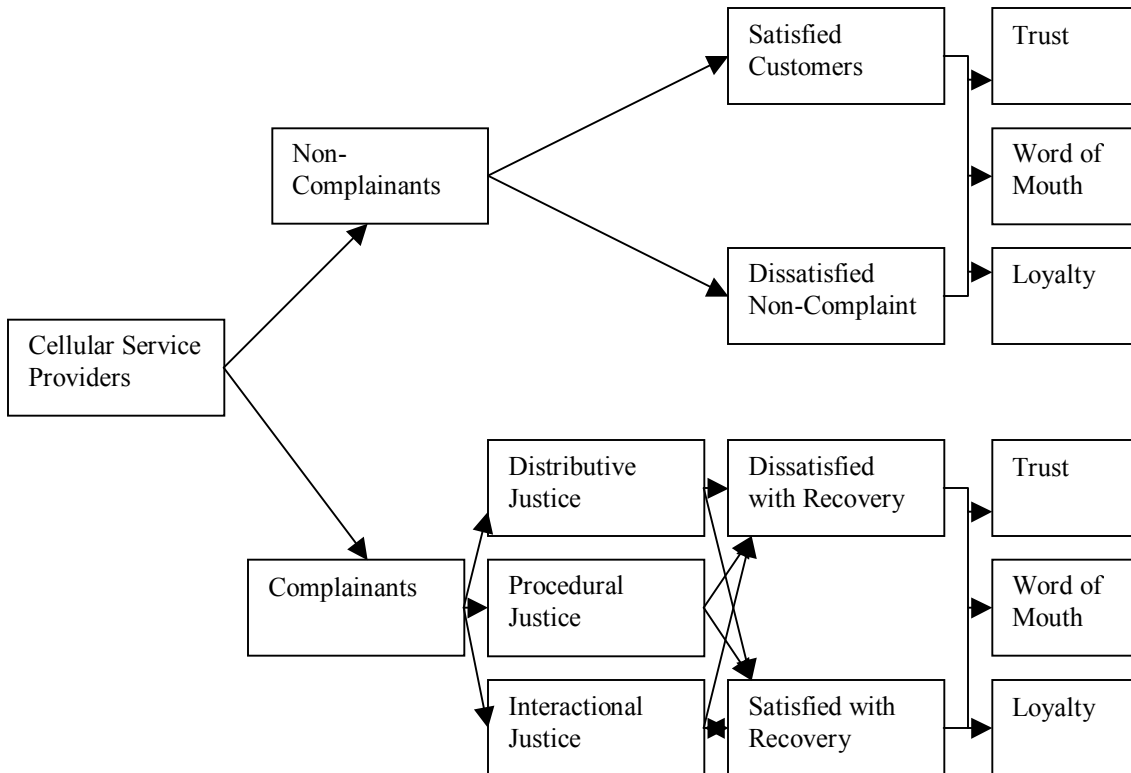 Satisfied
Customers
Trust
Non-
Complainants
Word of
Mouth
Dissatisfied
Non-Complaint
Loyalty
Cellular Service
Providers
Distributive
Justice
Dissatisfied
with Recovery
Trust
Complainants
Procedural
Justice
Word of
Mouth
Interactional
Justice
Satisfied with
Recovery
Loyalty